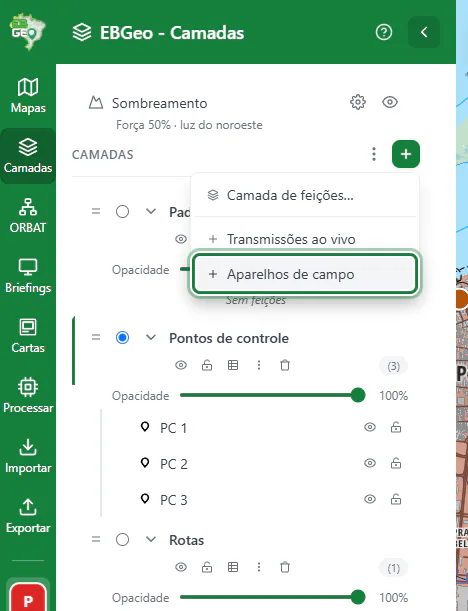 EB
GEO
EBGeo - Camadas
Mapas
Camadas
ORBAT
Briefings
Cartas
Processar
Importar
Exportar
P
Sombreamento
Força 50% · luz do noroeste
CAMADAS
Camada de feições...
Transmissões ao vivo
Aparelhos de campo
Pad
Opacidade
Sem feições
Pontos de controle
(3)
Opacidade 100%
PC 1
PC 2
PC 3
Rotas
(1)
Opacidade 100%